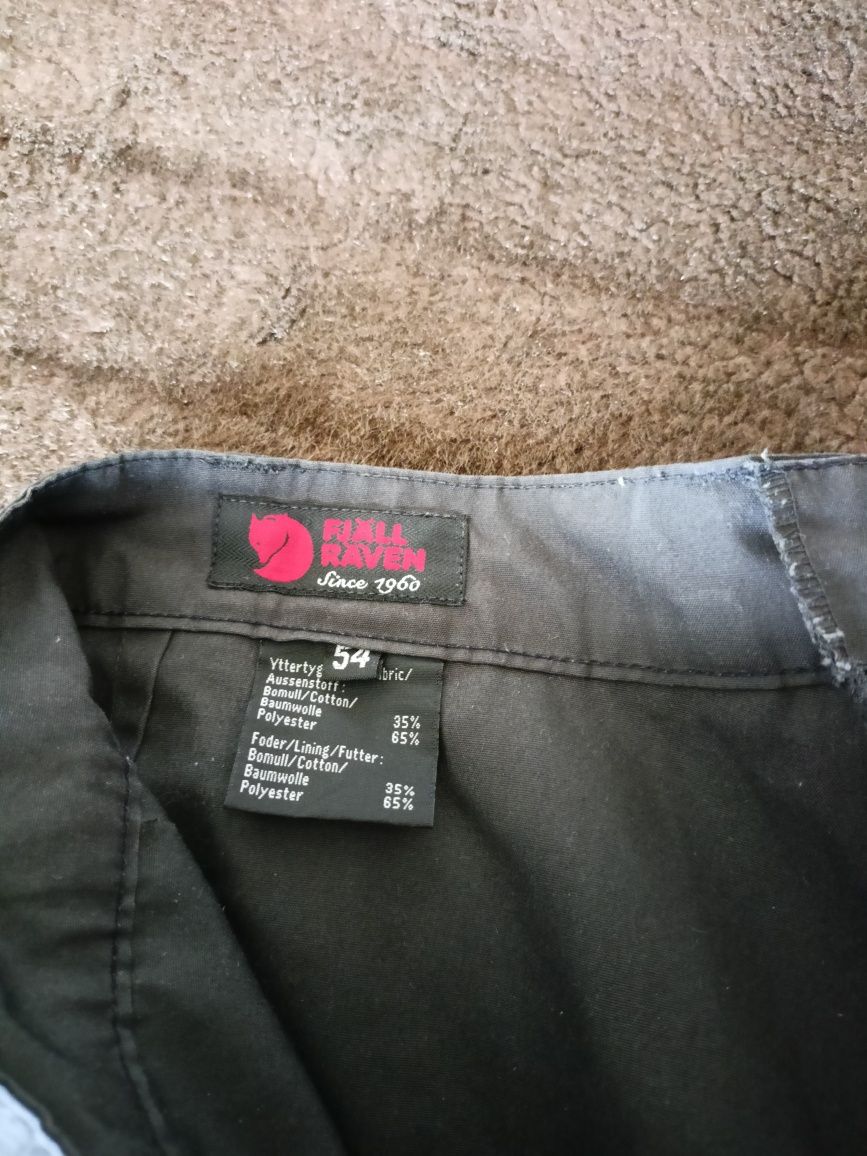 FJÄLL
RÄVEN
Since 1960
54
Yttertyg
Aussenstoff:
Bomull/Cotton/
Baumwolle 35%
Polyester 65%
Foder/Lining/Futter:
Bomull/Cotton/
Baumwolle 35%
Polyester 65%